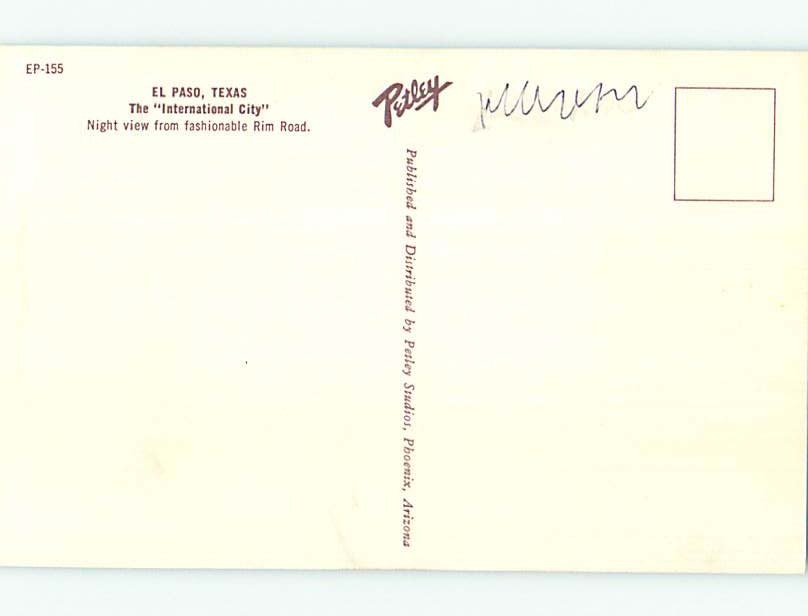 EP-155
EL PASO, TEXAS
The "International City"
Night view from fashionable Rim Road.
Petley
Published and Distributed by Petley Studios, Phoenix, Arizona